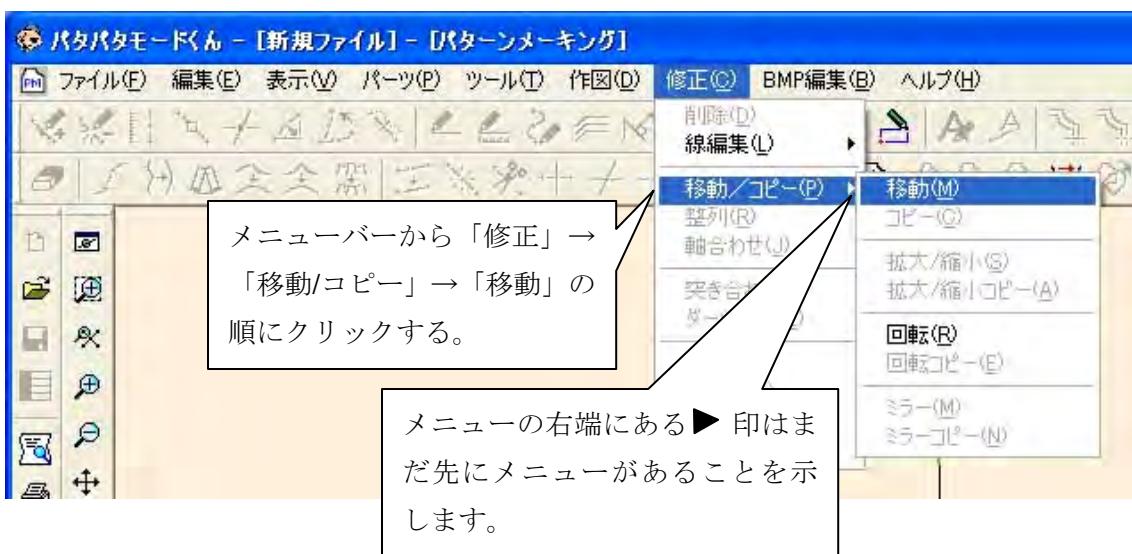 パタパタモードくん - [新規ファイル] - [パターンメーキング]
ファイル(F) 編集(E) 表示(V) パーツ(P) ツール(T) 作図(D) 修正(C) BMP編集(B) ヘルプ(H)
削除(D)
線編集(L)
移動／コピー(P)
整列(R)
軸合わせ(J)
突き合わ
ダー
移動(M)
コピー(C)
拡大/縮小(S)
拡大/縮小コピー(A)
回転(R)
回転コピー(E)
ミラー(M)
ミラーコピー(N)
メニューバーから「修正」→
「移動/コピー」→「移動」の
順にクリックする。
メニューの右端にある▶ 印はま
だ先にメニューがあることを示
します。